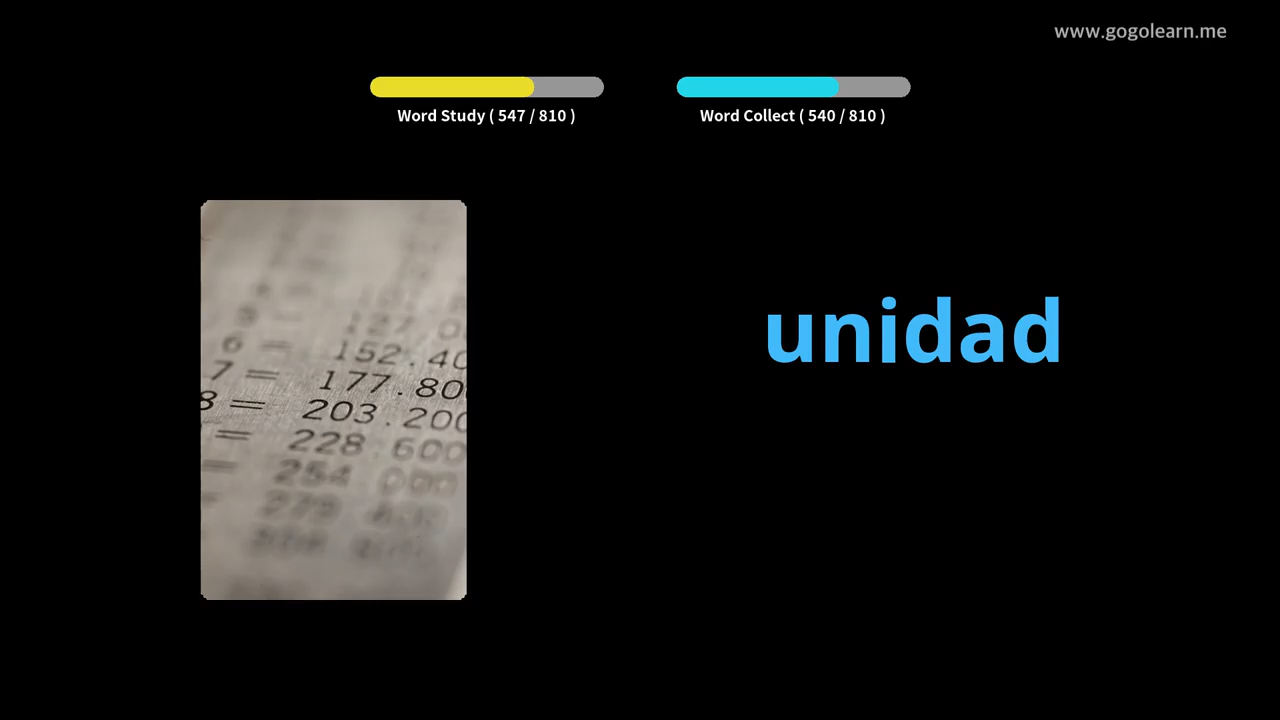 www.gogolearn.me
Word Study ( 547 / 810 )
Word Collect ( 540 / 810 )
unidad
6 = 152.40
7 = 177.80
8 = 203.200
= 228.600
= 254 000